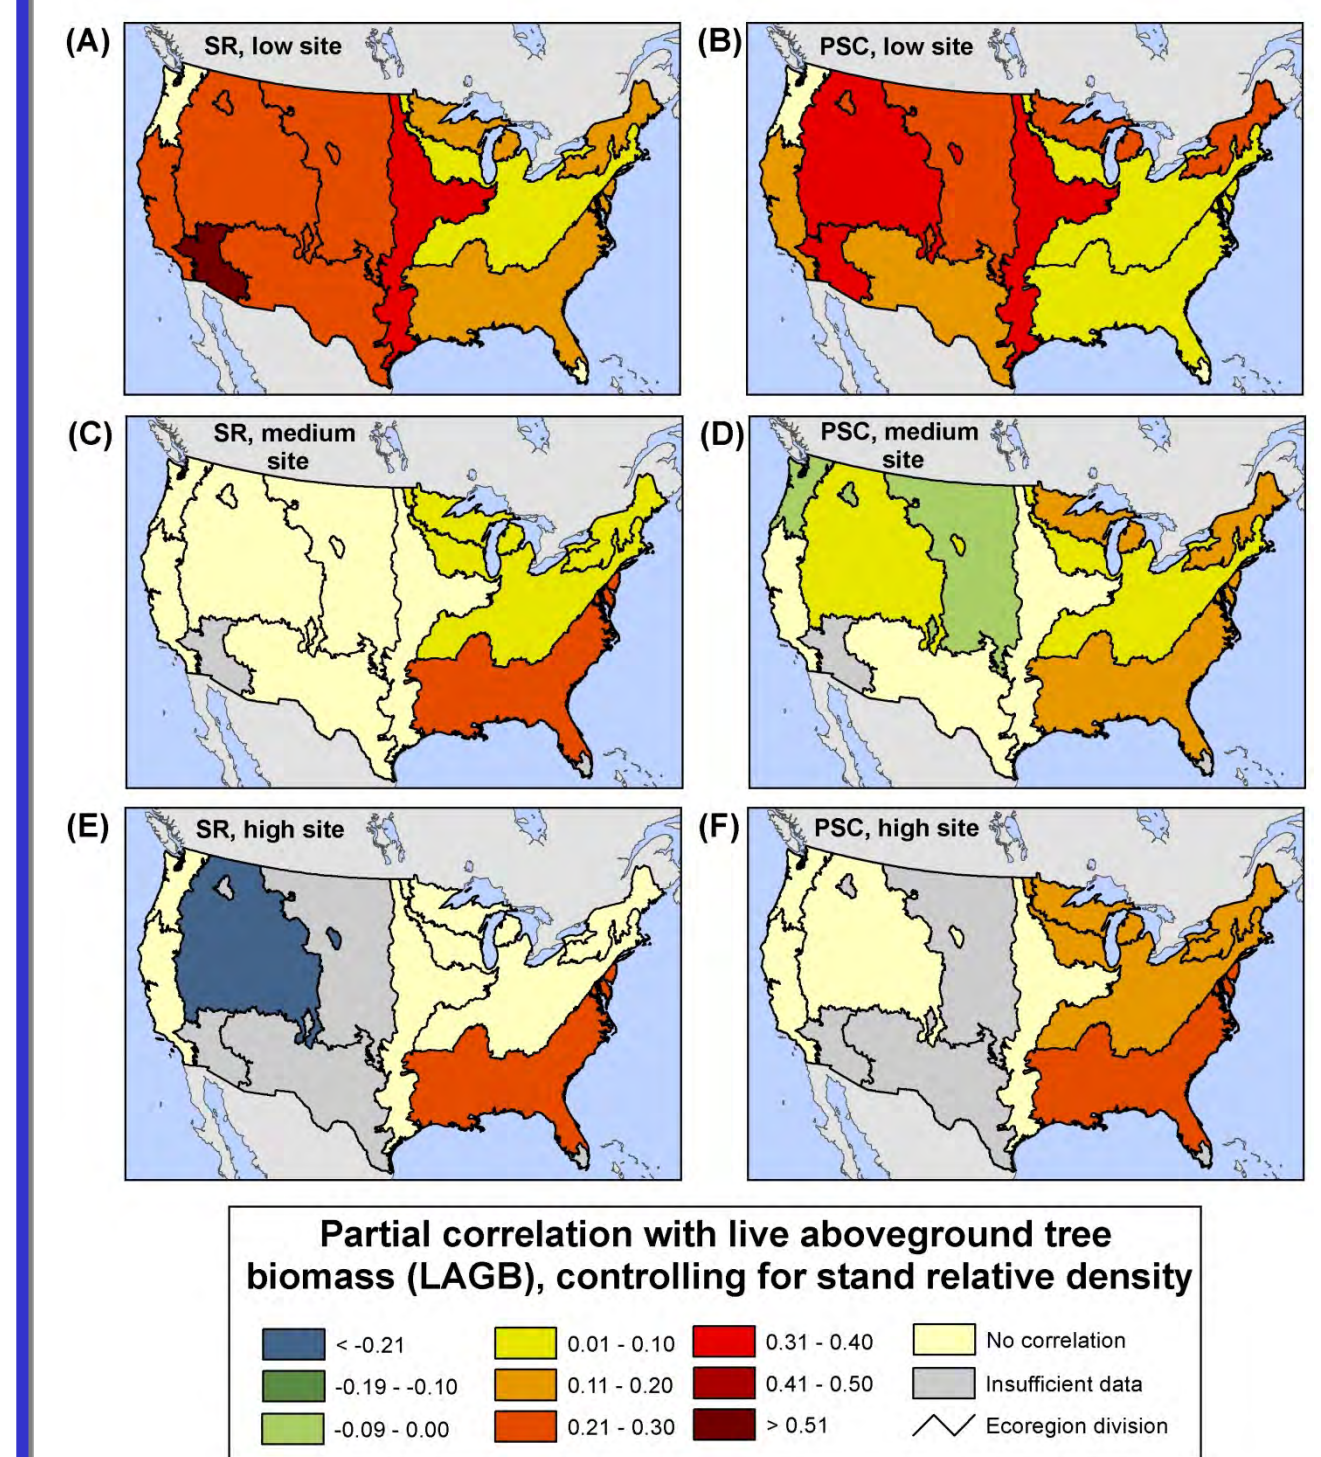 (A)
SR, low site
(B)
PSC, low site
(C)
SR, medium
site
(D)
PSC, medium
site
(E)
SR, high site
(F)
PSC, high site
Partial correlation with live aboveground tree
biomass (LAGB), controlling for stand relative density
< -0.21
-0.19 - -0.10
-0.09 - 0.00
0.01 - 0.10
0.11 - 0.20
0.21 - 0.30
0.31 - 0.40
0.41 - 0.50
> 0.51
No correlation
Insufficient data
Ecoregion division